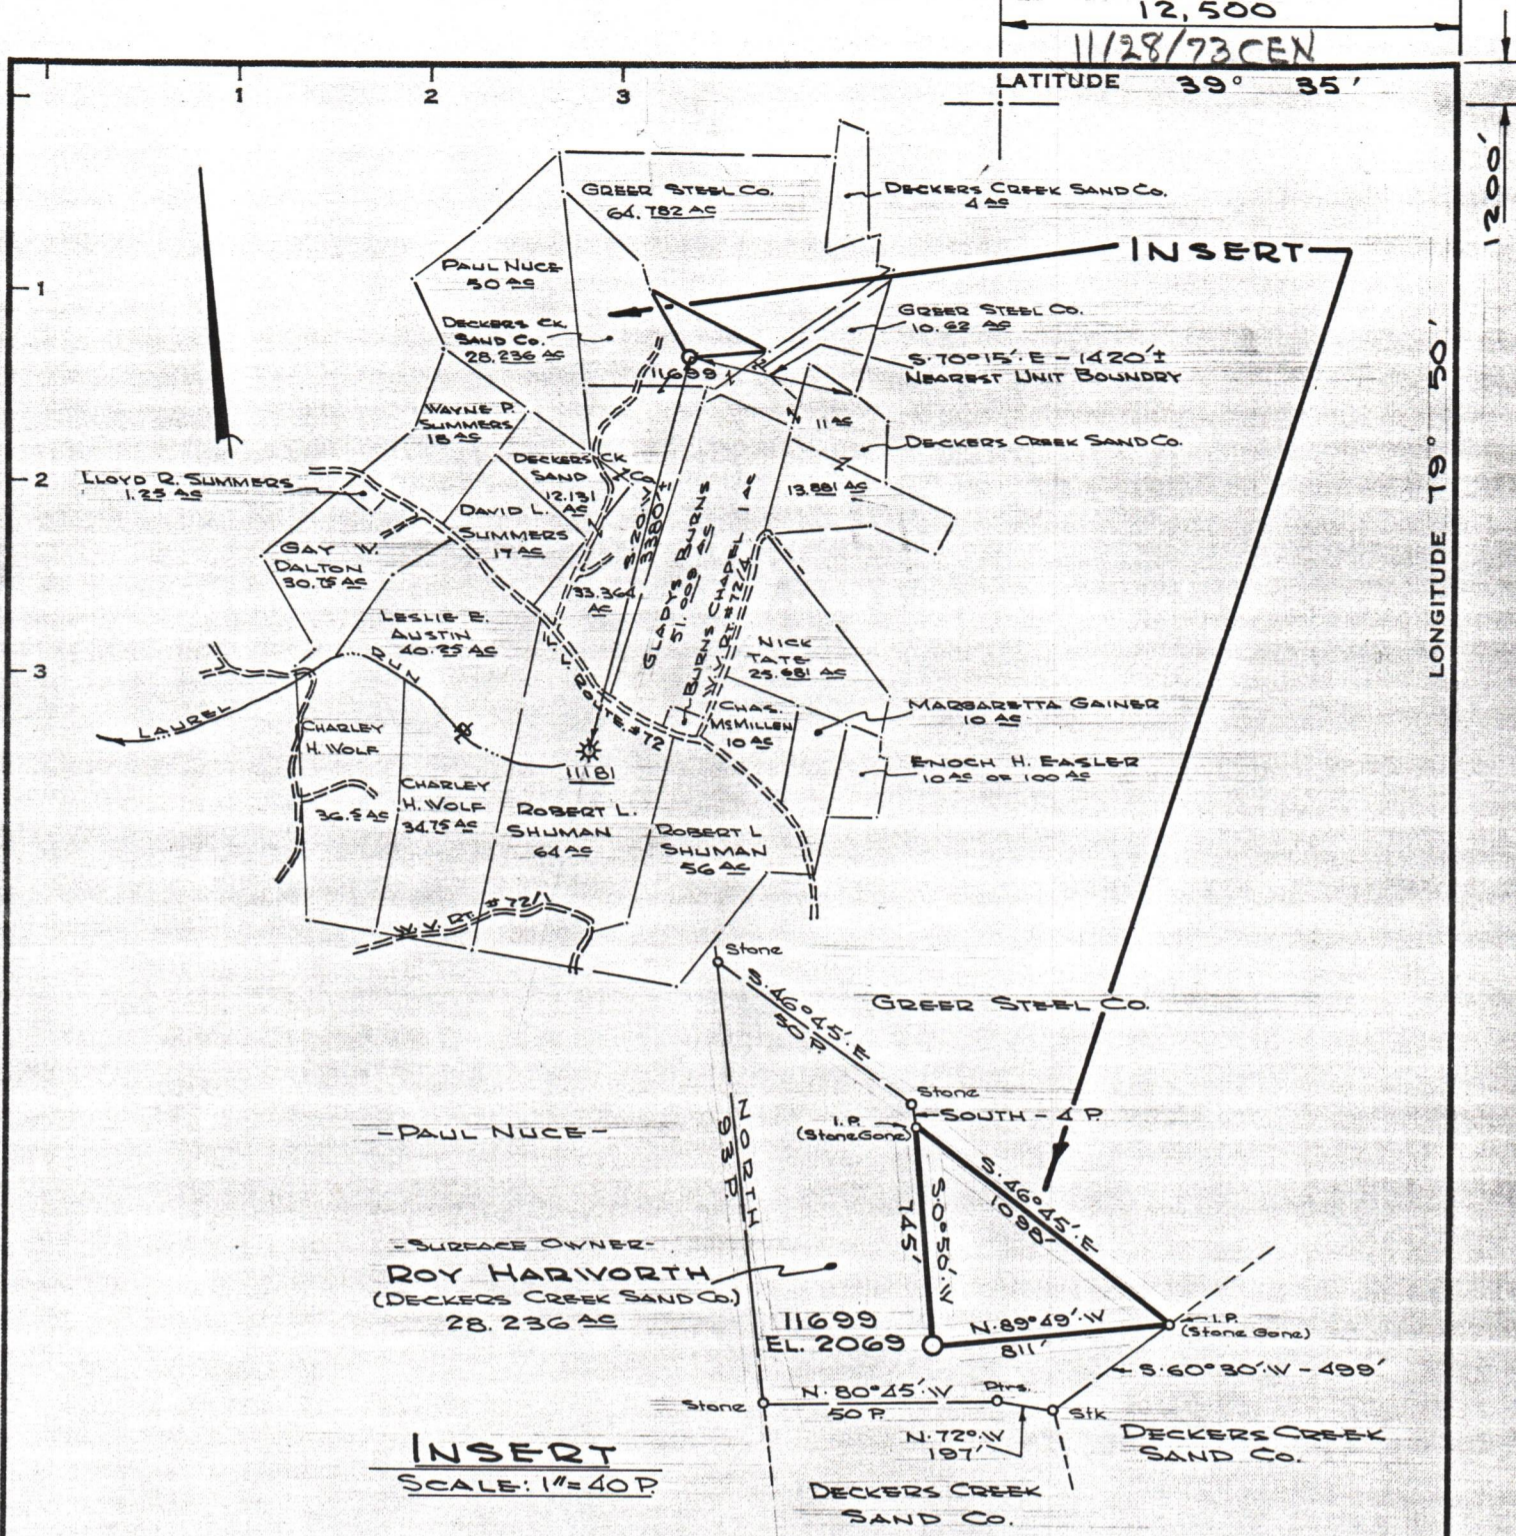 12,500
11/28/73 CEN
LATITUDE 39° 35'
1 2 3
1200'
GREER STEEL CO.
64.782 AC
DECKERS CREEK SAND CO.
4 AC
INSERT
PAUL NUCE
50 AC
1
DECKERS CK.
SAND CO.
28.236 AC
GREER STEEL CO.
10.62 AC
S.70°15'.E - 1420'±
NEAREST UNIT BOUNDRY
11699
LONGITUDE 79° 50'
WAYNE P.
SUMMERS
18 AC
11 AC
DECKERS CREEK SAND CO.
2
LLOYD R. SUMMERS
1.25 AC
DECKERS CK.
SAND CO.
12.131
AC
13.881 AC
DAVID L.
SUMMERS
17 AC
S.20°.W
3380'±
GLADYS BURNS
51.009 AC
BURNS CHAPEL 1 AC
W.V. RT. #72/4
GAY W.
DALTON
30.75 AC
33.364
AC
LESLIE E.
AUSTIN
40.25 AC
NICK
TATE
25.681 AC
3
LAUREL RUN
ROUTE #72
CHAS.
McMILLEN
10 AC
MARGARETTA GAINER
10 AC
CHARLEY
H. WOLF
36.5 AC
ENOCH H. EASLER
10 AC OF 100 AC
11181
CHARLEY
H. WOLF
34.75 AC
ROBERT L.
SHUMAN
64 AC
ROBERT L
SHUMAN
56 AC
W.V. RT. #72/1
Stone
S.46°45'.E
50 P.
GREER STEEL CO.
Stone
SOUTH - 4 P.
I.P.
(Stone Gone)
- PAUL NUCE -
NORTH
93 P.
S.46°45'.E
1098'
S.0°50'.W
745'
- SURFACE OWNER -
ROY HARWORTH
(DECKERS CREEK SAND CO.)
28.236 AC
11699
EL. 2069
N.89°49'.W
811'
I.P.
(Stone Gone)
S.60°30'.W - 499'
Stone
N.80°45'.W
50 P.
Ptrs.
Stk
N.72°.W
197'
DECKERS CREEK
SAND CO.
INSERT
SCALE: 1"=40 P.
DECKERS CREEK
SAND CO.